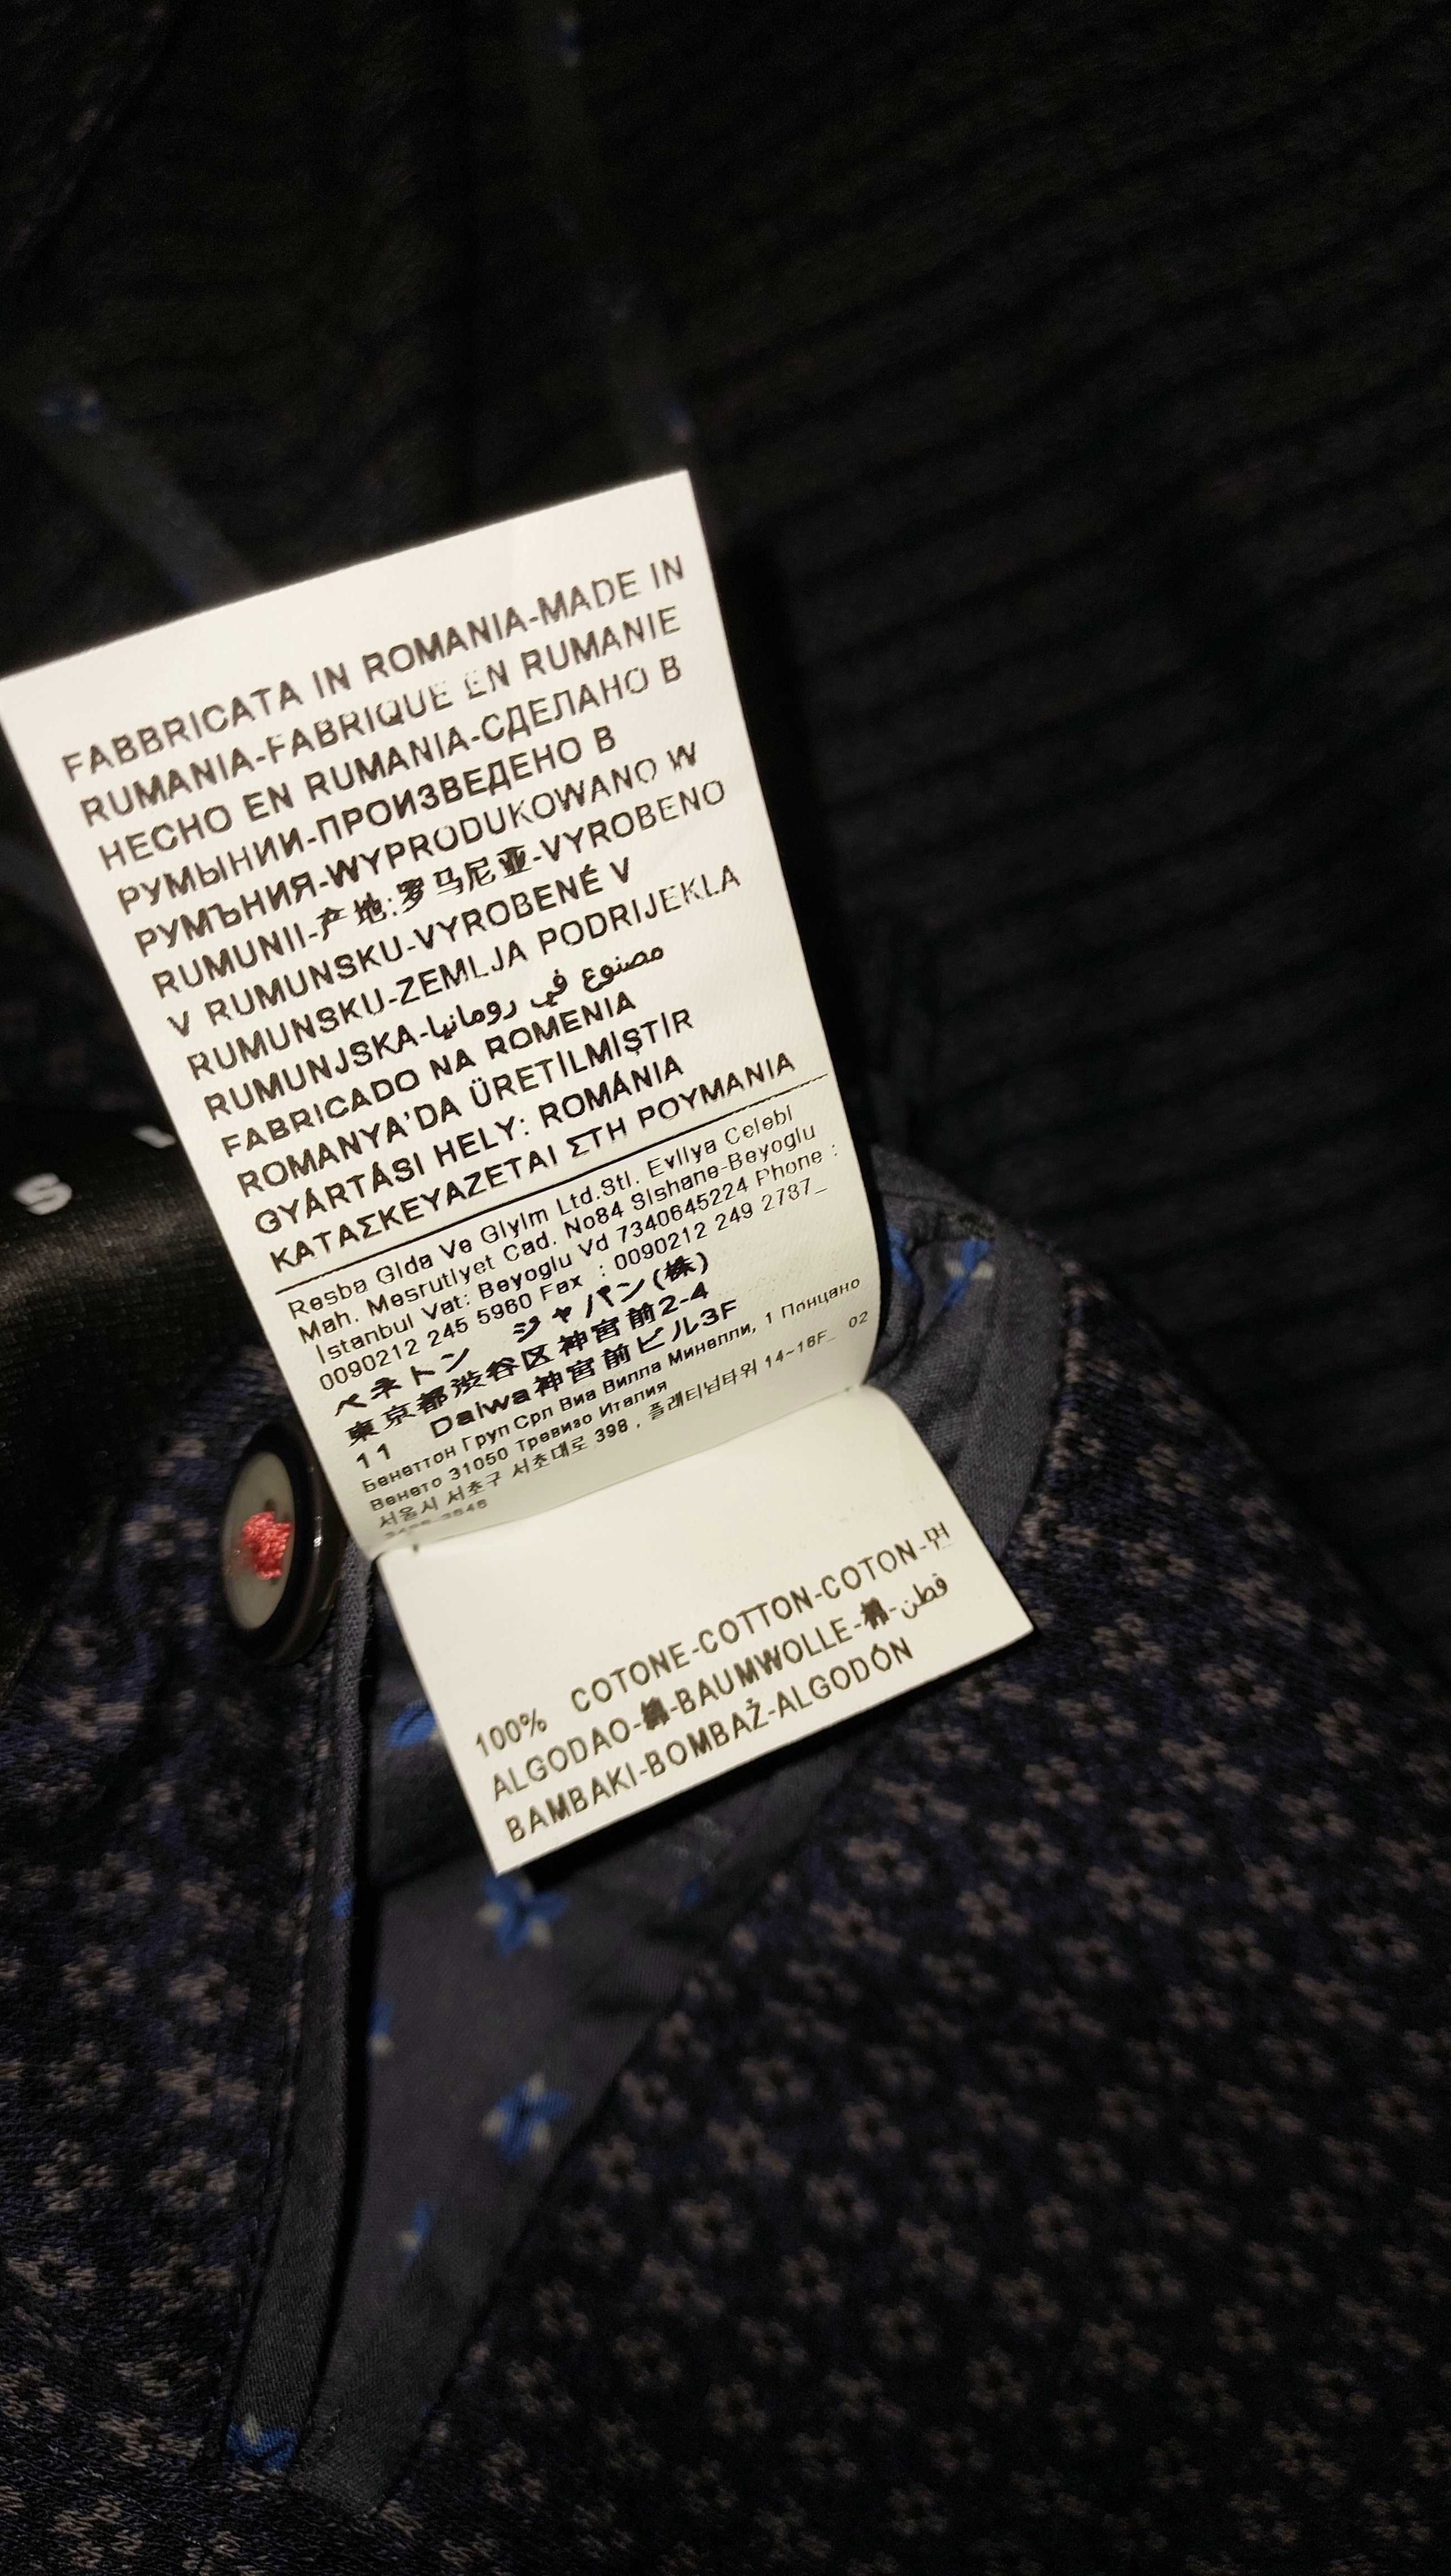 FABBRICATA IN ROMANIA-MADE IN
RUMANIA-FABRIQUE EN RUMANIE
HECHO EN RUMANIA-СДЕЛАНО В
РУМЫНИИ-ПРОИЗВЕДЕНО В
РУМЪНИЯ-WYPRODUKOWANO W
RUMUNII-产地:罗马尼亚-VYROBENO
V RUMUNSKU-VYROBENÉ V
RUMUNSKU-ZEMLJA PODRIJEKLA
RUMUNJSKA-مصنوع في رومانيا
FABRICADO NA ROMENIA
ROMANYA'DA ÜRETİLMİŞTİR
GYÁRTÁSI HELY: ROMÁNIA
ΚΑΤΑΣΚΕΥΑΖΕΤΑΙ ΣΤΗ ΡΟΥΜΑΝΙΑ
Resba GIda Ve GIyIm Ltd.StI. EvlIya CelebI
Mah. MesrutIyet Cad. No84 SIshane-Beyoglu
Istanbul Vat: Beyoglu Vd 7340645224 Phone :
0090212 245 5960 Fax : 0090212 249 2787_
ベネトン ジャパン(株)
東京都渋谷区神宮前2-4
11 Daiwa神宮前ビル3F
Бенеттон Груп Срл Виа Вилла Минелли, 1 Понцано
Венето 31050 Тревизо Италия
서울시 서초구 서초대로 398 , 플래티넘타워 14~16F_ 02
S
100% COTONE-COTTON-COTON-면
ALGODAO-棉-BAUMWOLLE-棉-قطن
BAMBAKI-BOMBAŽ-ALGODÓN